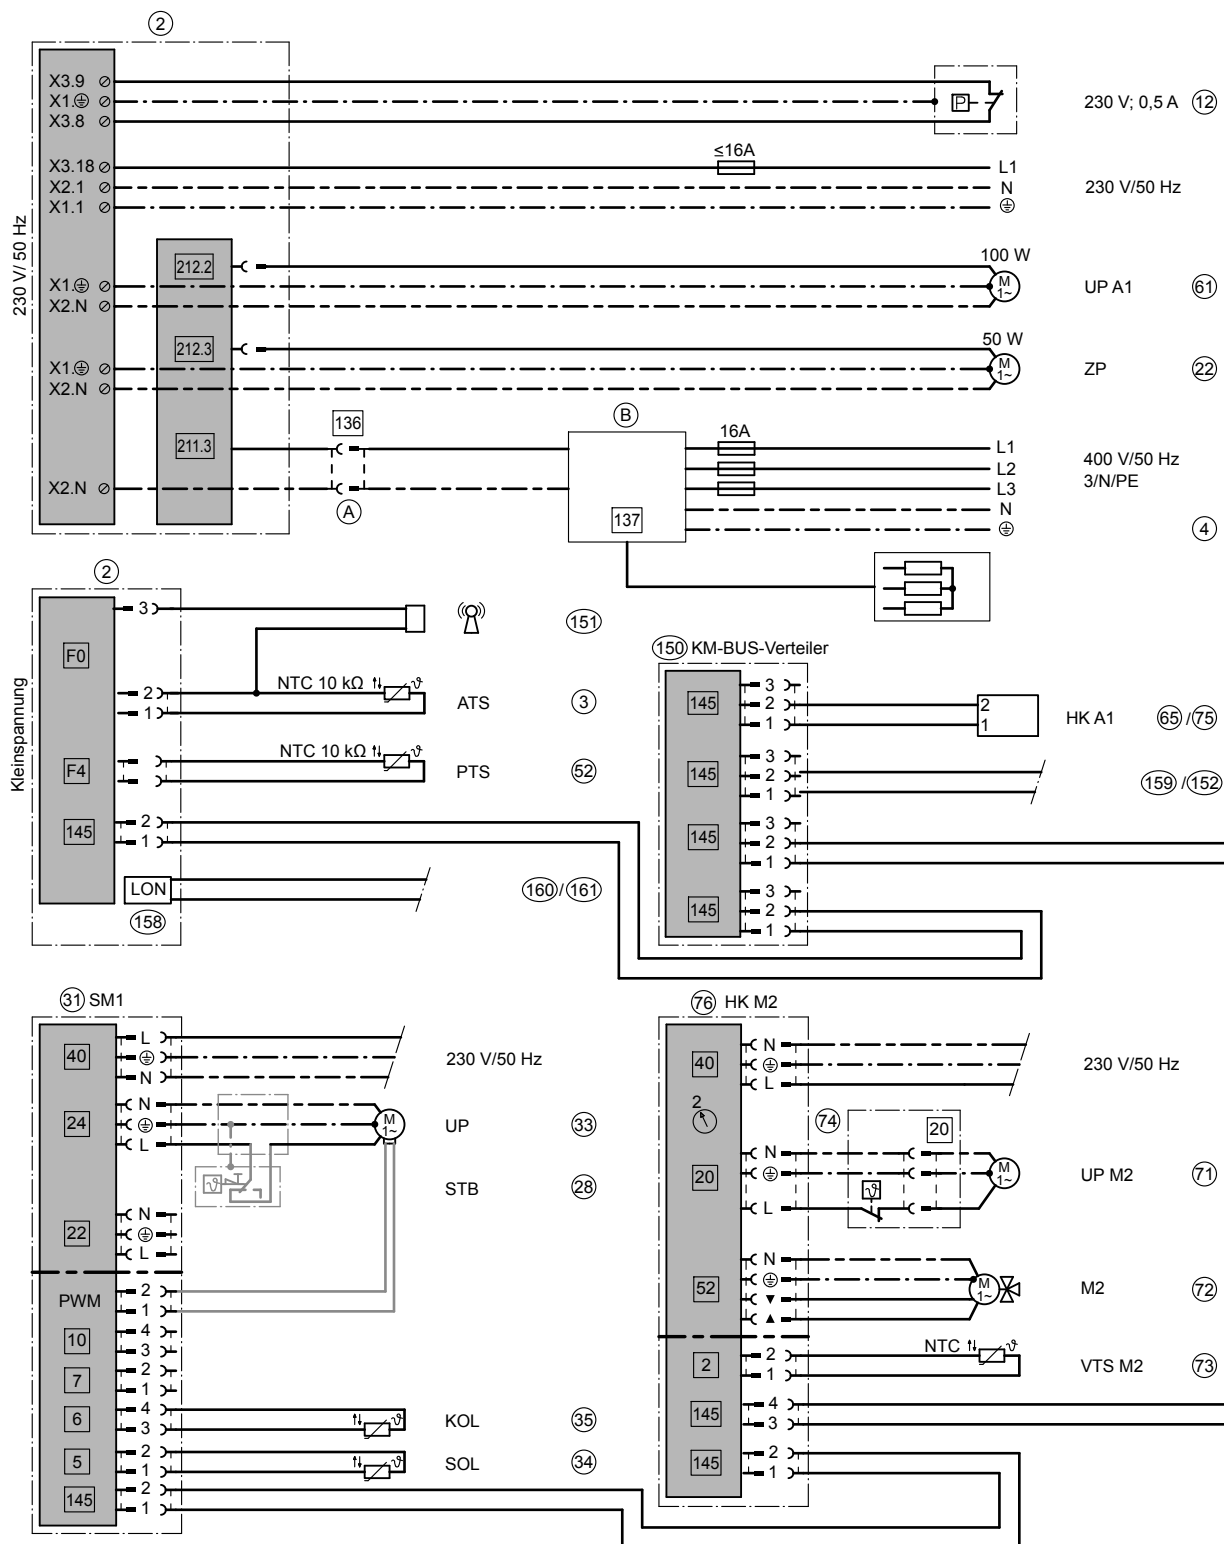 2
230 V/ 50 Hz
X3.9
X1.
X3.8
230 V; 0,5 A 12
P
≤16A
X3.18 L1
X2.1 N
X1.1
230 V/50 Hz
212.2
100 W
X1.
X2.N
M
1~
UP A1 61
212.3
50 W
X1.
X2.N
M
1~
ZP 22
136
B
16A
211.3
L1
L2
L3
N
400 V/50 Hz
3/N/PE
X2.N
A
137
4
2
Kleinspannung
3
F0
151
2
1
NTC 10 kΩ ϑ
ATS 3
F4
NTC 10 kΩ ϑ
PTS 52
145
2
1
LON
158
160 / 161
150 KM-BUS-Verteiler
145
3
2
1
2
1
HK A1 65 / 75
145
3
2
1
159 / 152
145
3
2
1
145
3
2
1
31 SM1
40
L
N
230 V/50 Hz
24
N
L
M
1~
UP 33
ϑ
STB 28
22
N
L
PWM
2
1
10
4
3
7
2
1
6
4
3
ϑ
KOL 35
5
2
1
ϑ
SOL 34
145
2
1
76 HK M2
40
N
L
230 V/50 Hz
2
74
20
20
N
L
ϑ
M
1~
UP M2 71
52
N
▼
▲
M
1~
M2 72
2
2
1
NTC ϑ
VTS M2 73
145
4
3
145
2
1